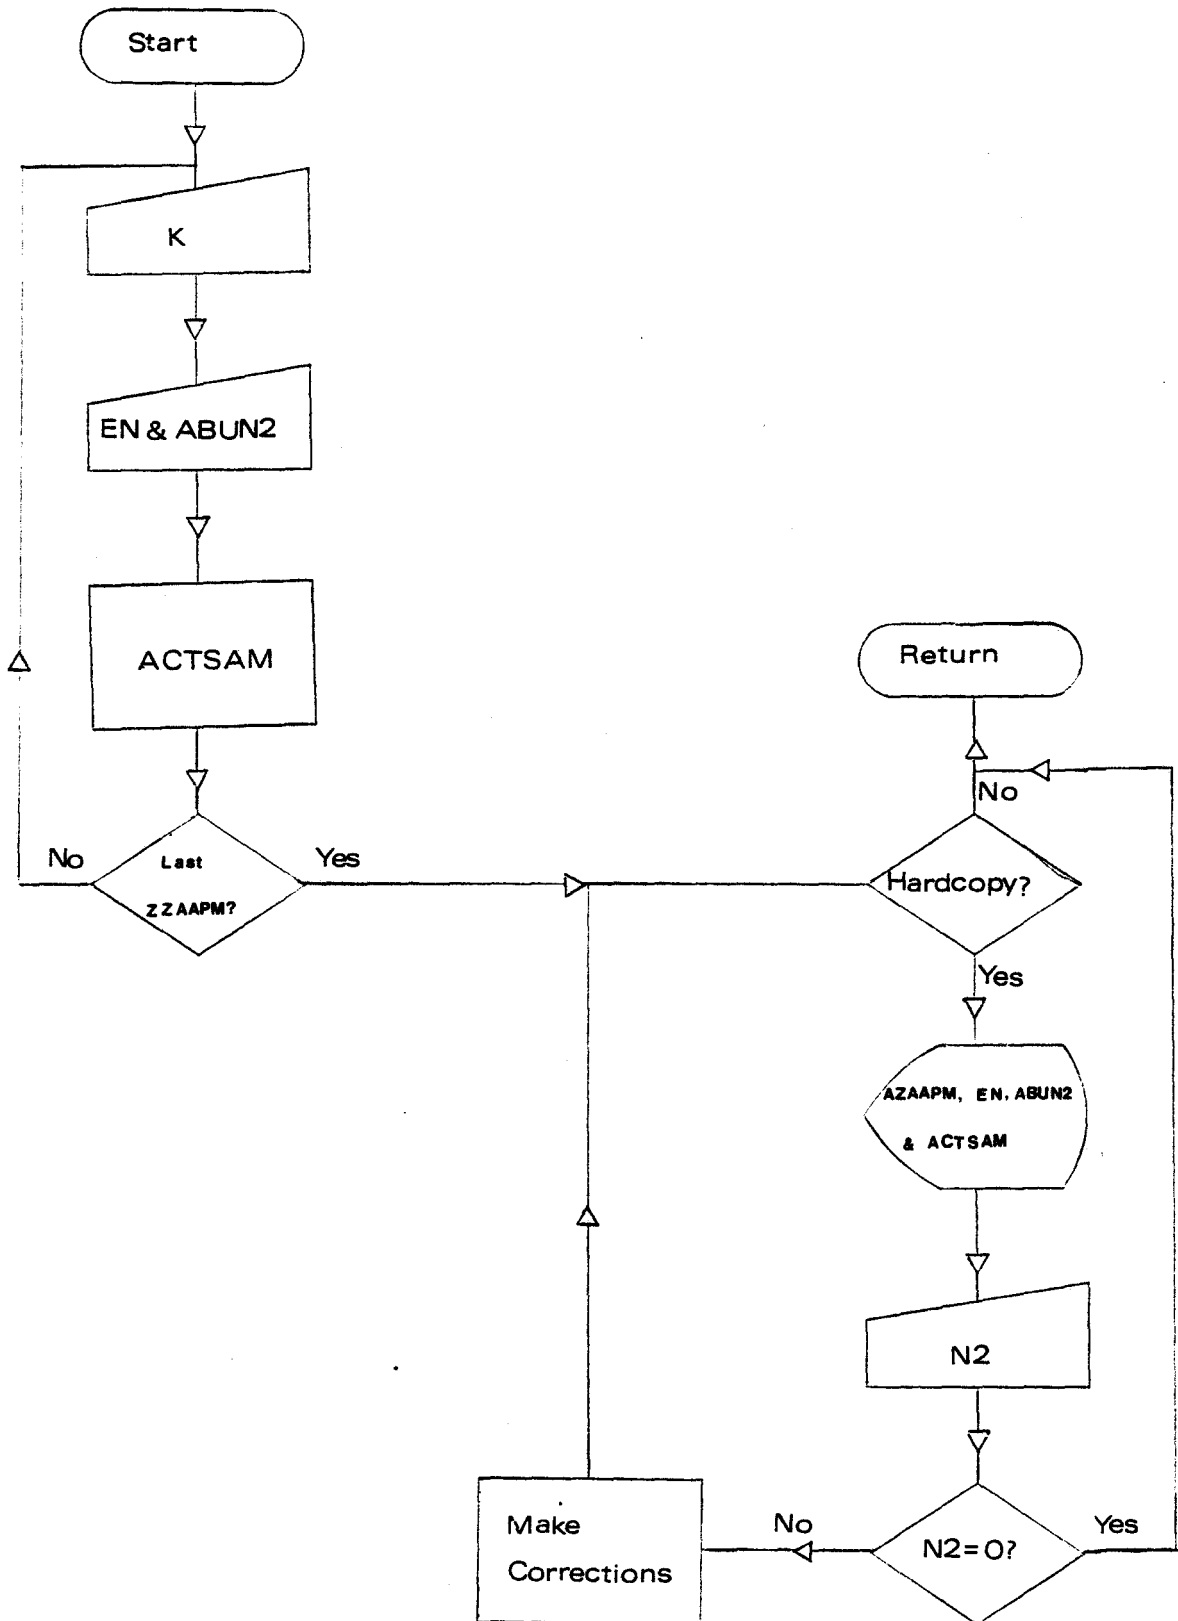 Start
K
EN & ABUN2
ACTSAM
Last
ZZAAPM?
No
Yes
Return
No
Hardcopy?
Yes
AZAAPM, EN, ABUN2
& ACTSAM
N2
N2=0?
Yes
No
Make
Corrections